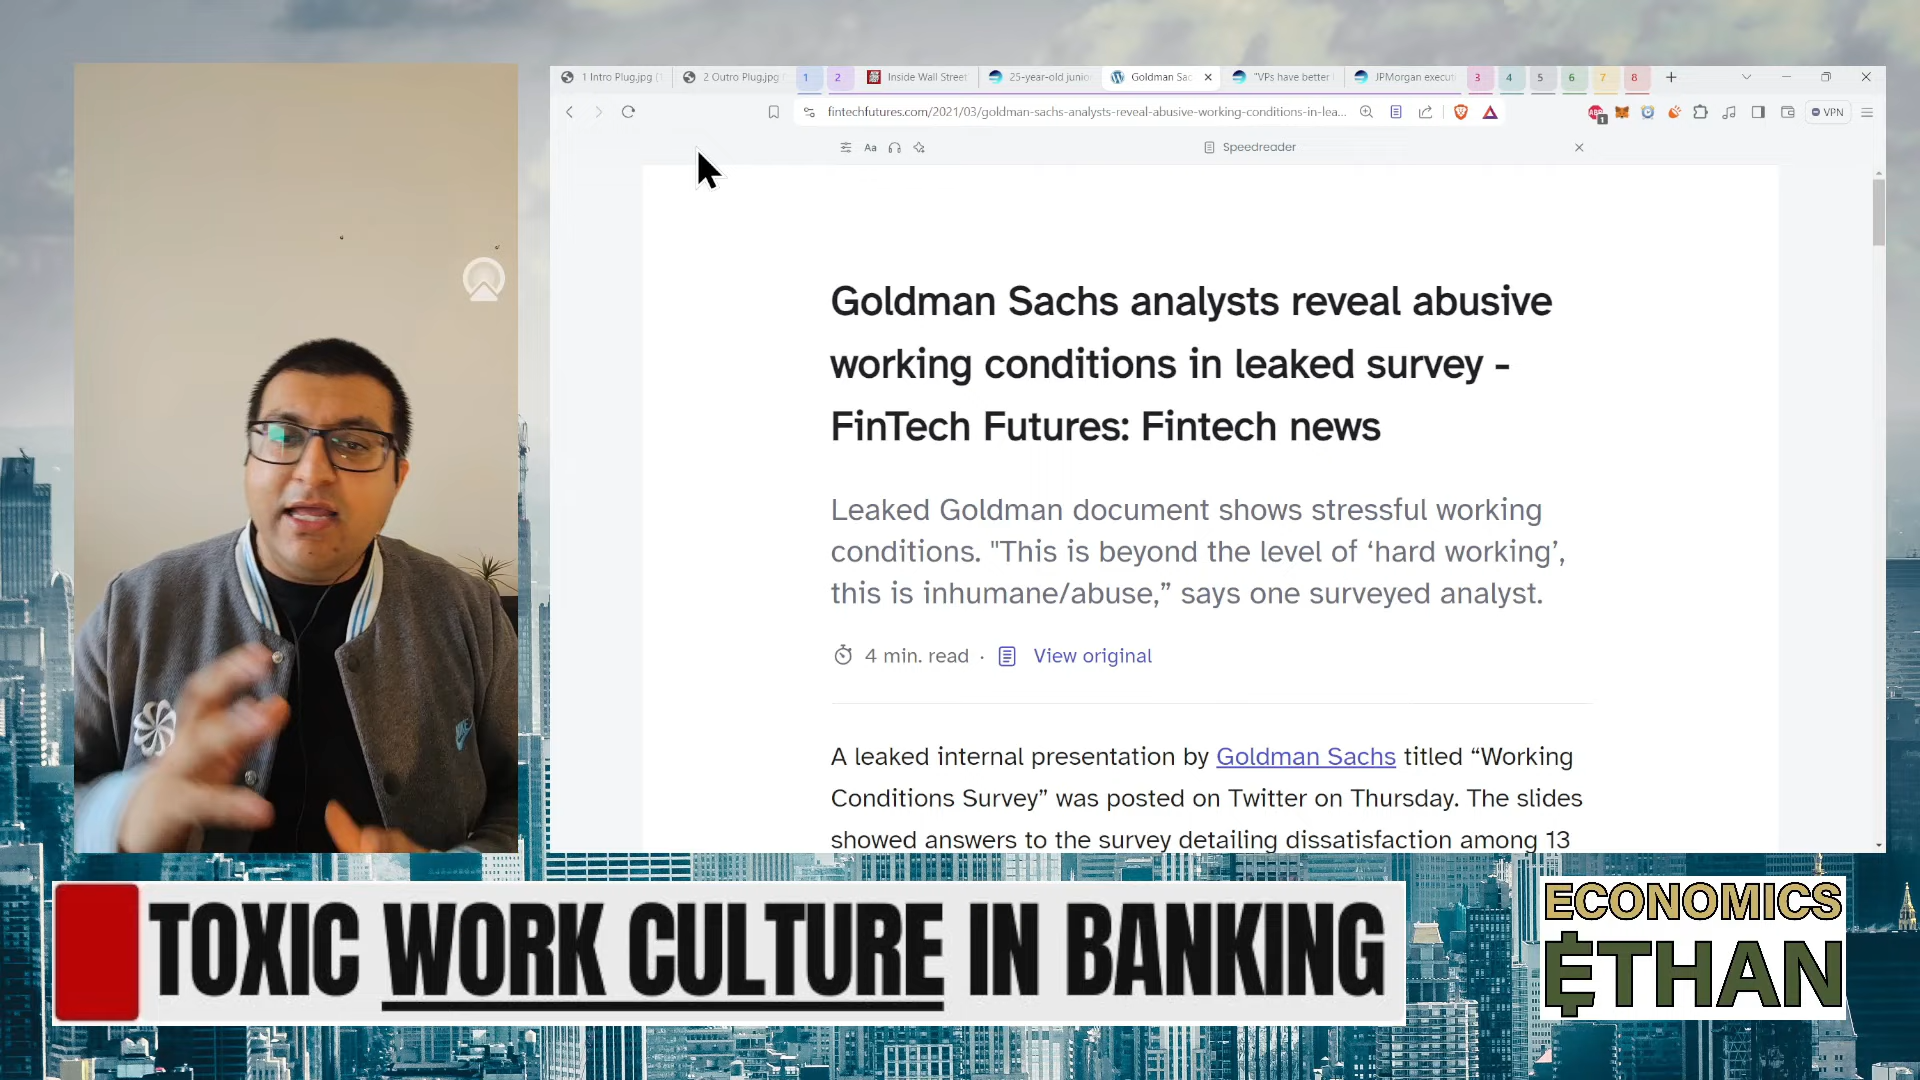 1 Intro Plug.jpg
2 Outro Plug.jpg
1
2
Inside Wall Street'
25-year-old junio
Goldman Sac
"VPs have better
JPMorgan execut
3
4
5
6
7
8
fintechfutures.com/2021/03/goldman-sachs-analysts-reveal-abusive-working-conditions-in-lea...
1
VPN
Aa
Speedreader
Goldman Sachs analysts reveal abusive
working conditions in leaked survey -
FinTech Futures: Fintech news
Leaked Goldman document shows stressful working
conditions. "This is beyond the level of ‘hard working’,
this is inhumane/abuse,” says one surveyed analyst.
4 min. read · View original
A leaked internal presentation by Goldman Sachs titled “Working
Conditions Survey” was posted on Twitter on Thursday. The slides
showed answers to the survey detailing dissatisfaction among 13
TOXIC WORK CULTURE IN BANKING
ECONOMICS
ETHAN